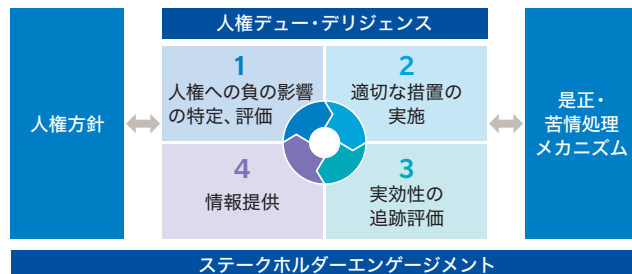 人権デュー・デリジェンス
人権方針
1
人権への負の影響
の特定、評価
2
適切な措置の
実施
4
情報提供
3
実効性の
追跡評価
是正・
苦情処理
メカニズム
ステークホルダーエンゲージメント